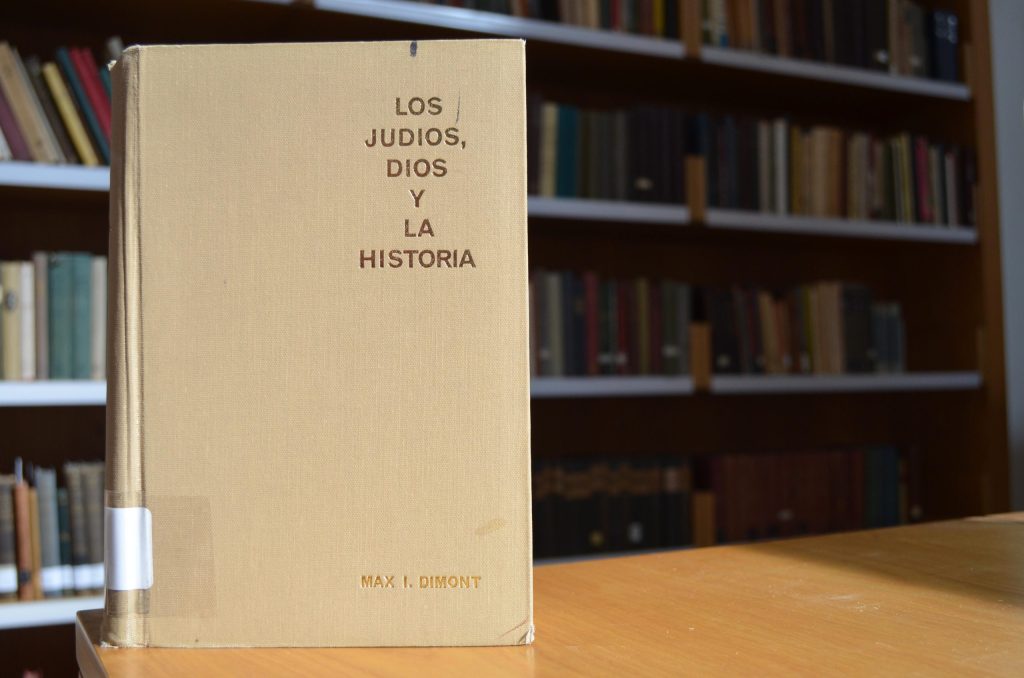 LOS
JUDIOS,
DIOS
Y
LA
HISTORIA
MAX I. DIMONT